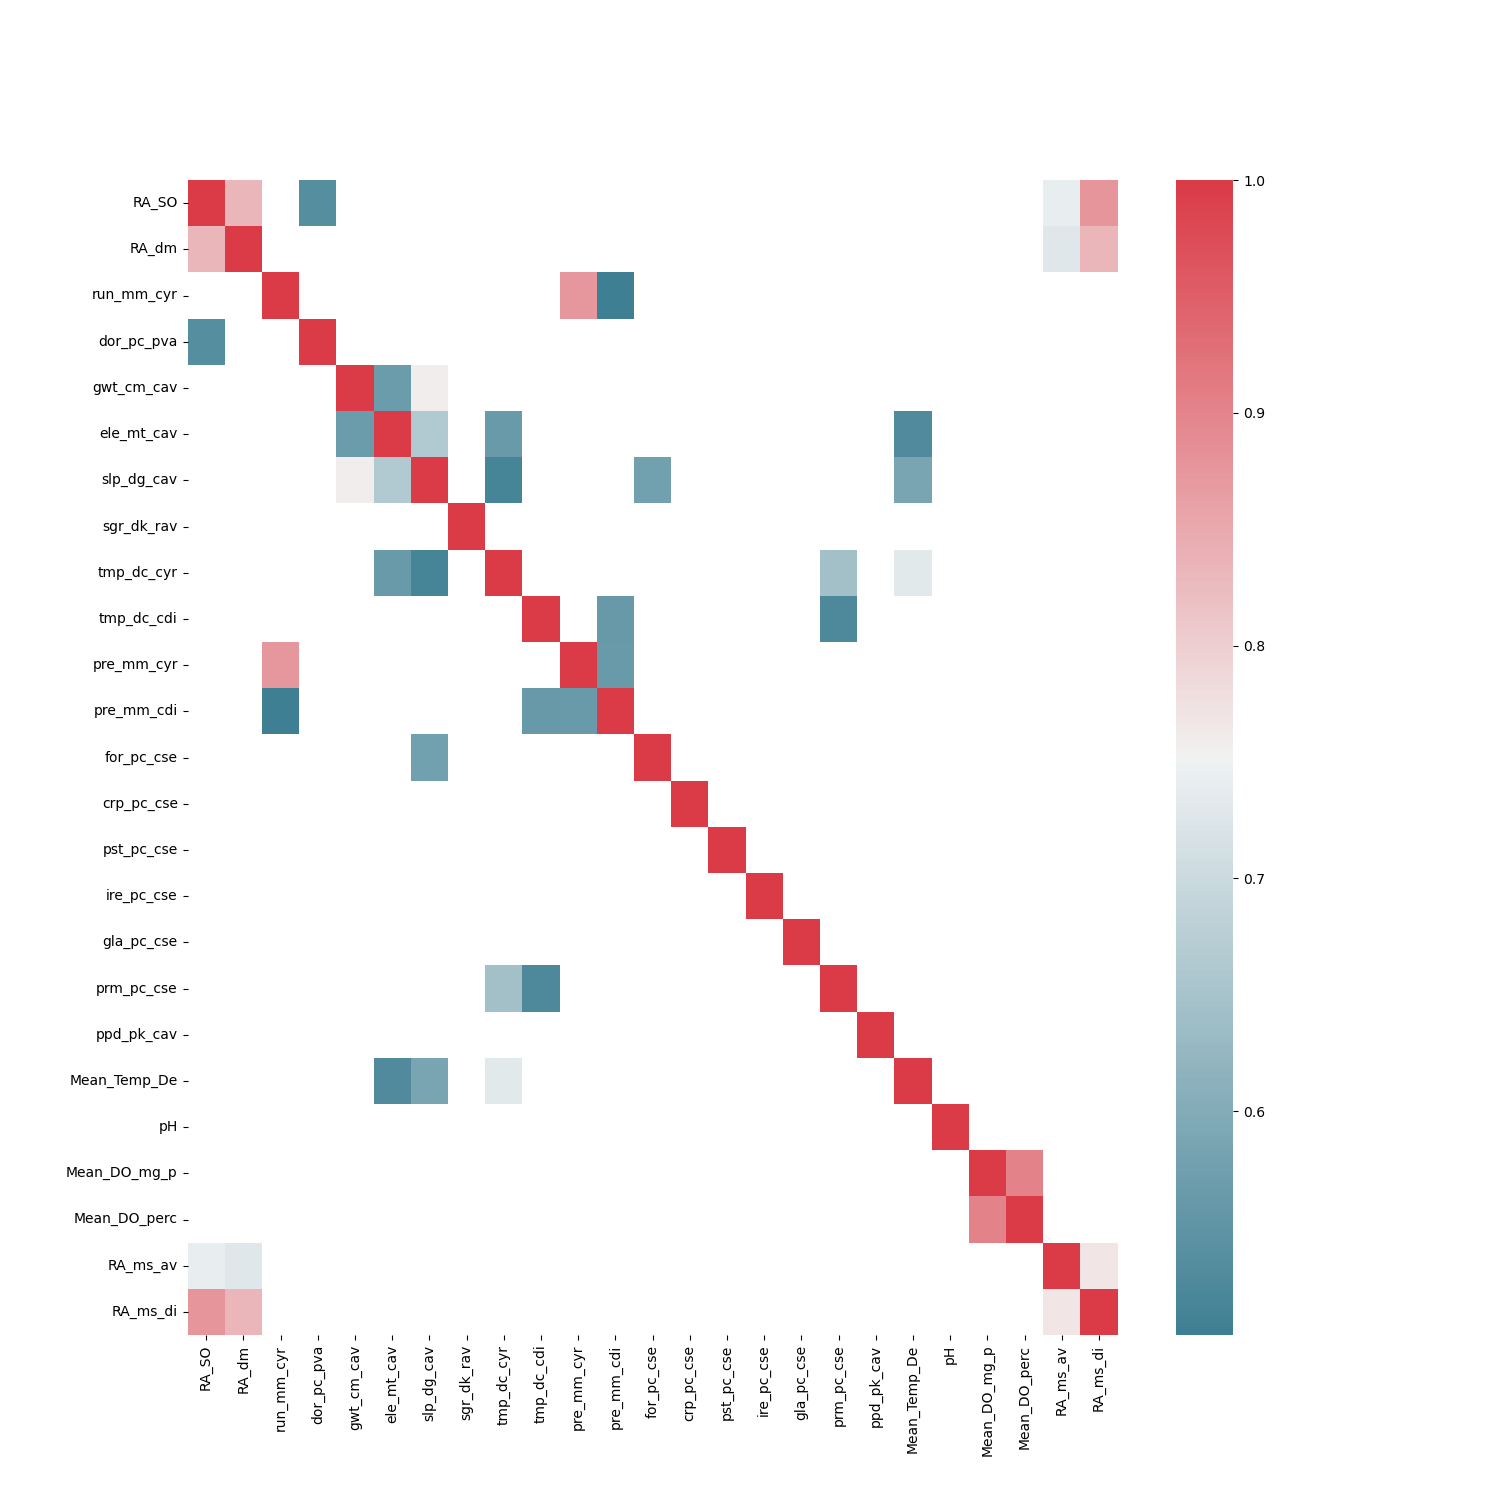 RA_SO
RA_dm
run_mm_cyr
dor_pc_pva
gwt_cm_cav
ele_mt_cav
slp_dg_cav
sgr_dk_rav
tmp_dc_cyr
tmp_dc_cdi
pre_mm_cyr
pre_mm_cdi
for_pc_cse
crp_pc_cse
pst_pc_cse
ire_pc_cse
gla_pc_cse
prm_pc_cse
ppd_pk_cav
Mean_Temp_De
pH
Mean_DO_mg_p
Mean_DO_perc
RA_ms_av
RA_ms_di
RA_SO
RA_dm
run_mm_cyr
dor_pc_pva
gwt_cm_cav
ele_mt_cav
slp_dg_cav
sgr_dk_rav
tmp_dc_cyr
tmp_dc_cdi
pre_mm_cyr
pre_mm_cdi
for_pc_cse
crp_pc_cse
pst_pc_cse
ire_pc_cse
gla_pc_cse
prm_pc_cse
ppd_pk_cav
Mean_Temp_De
pH
Mean_DO_mg_p
Mean_DO_perc
RA_ms_av
RA_ms_di
1.0
0.9
0.8
0.7
0.6